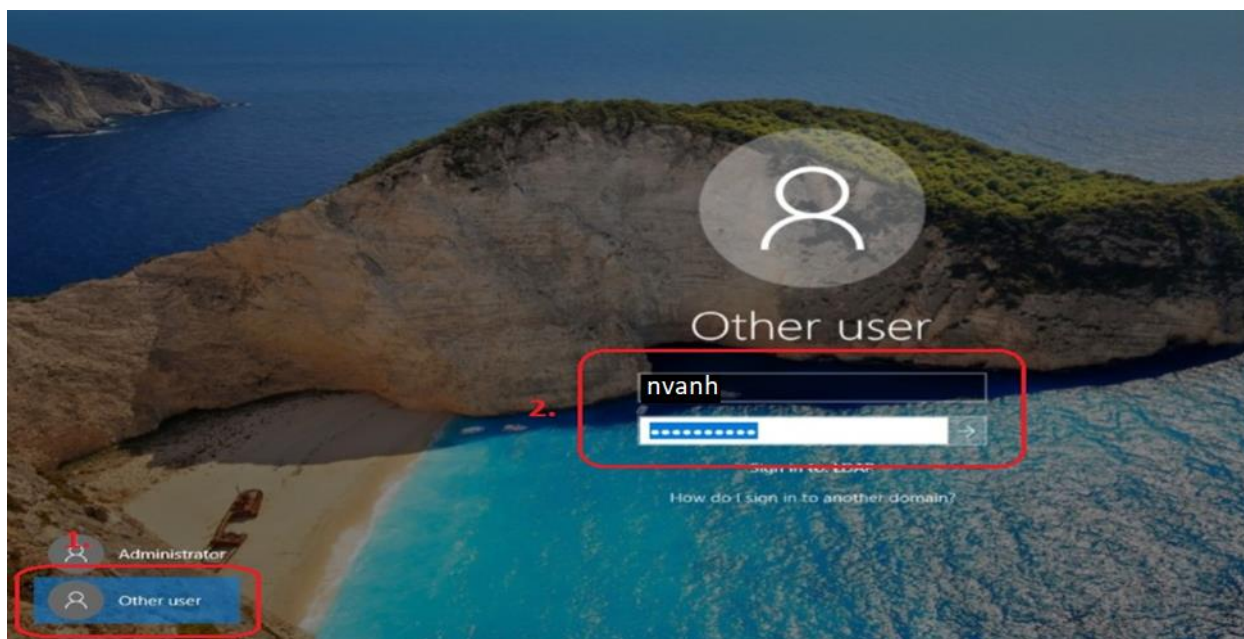 Other user
nvanh
2.
Sign in to: LDAP
How do I sign in to another domain?
1.
Administrator
Other user